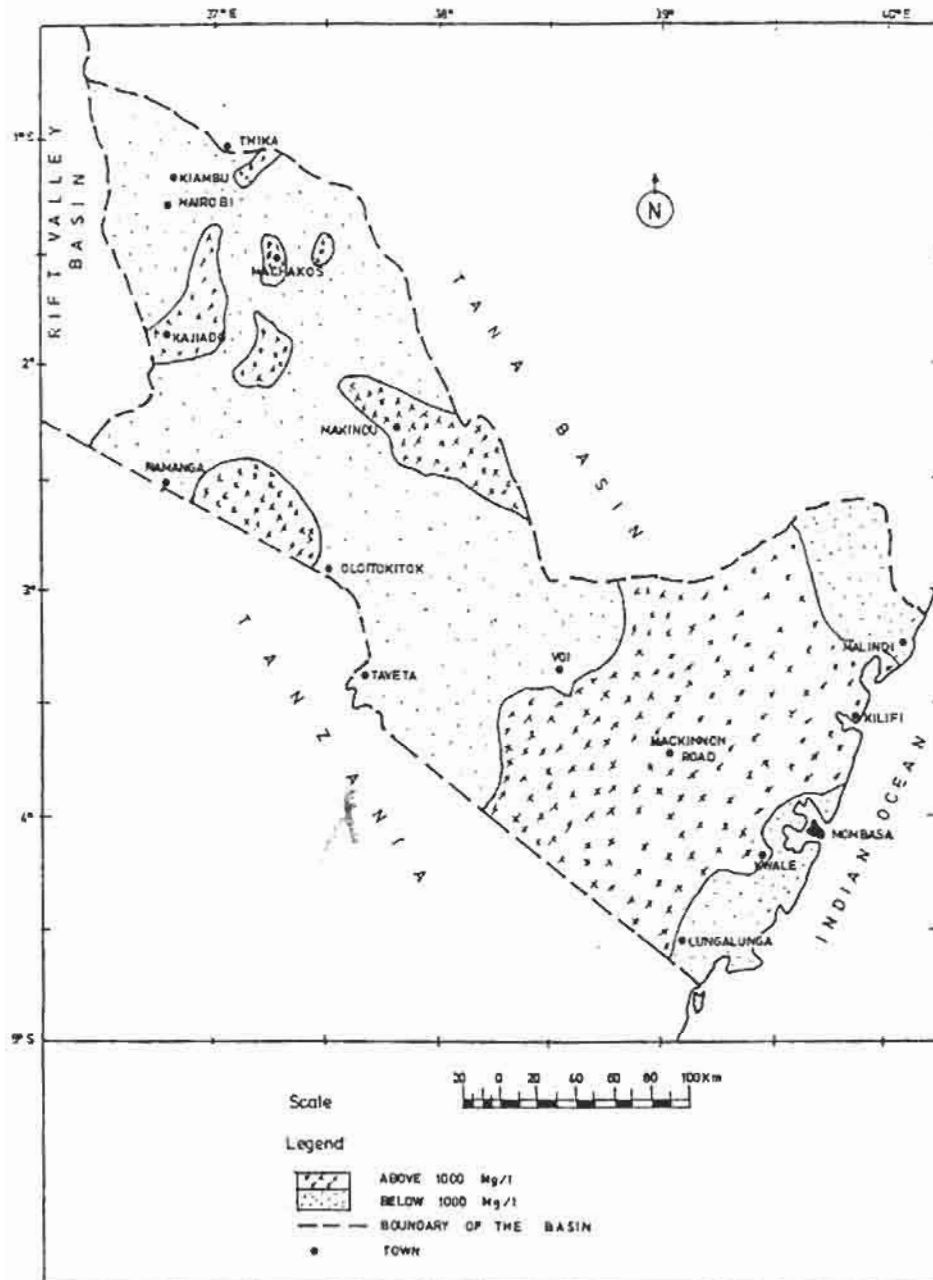 37°E
38°
39°
40°E
1°S
THIKA
KIAMBU
NAIROBI
RIFT VALLEY
BASIN
N
MACHAKOS
TANA BASIN
KAJIADO
2°
MAKINDU
NAMANGA
OLOITOKITOK
3°
TANZANIA
VOI
TAVETA
MALINDI
KILIFI
MACKINNON
ROAD
4°
MOMBASA
KWALE
INDIAN OCEAN
LUNGALUNGA
5°S
20 0 20 40 60 80 100Km
Scale
Legend
ABOVE 1000 Mg/l
BELOW 1000 Mg/l
BOUNDARY OF THE BASIN
TOWN